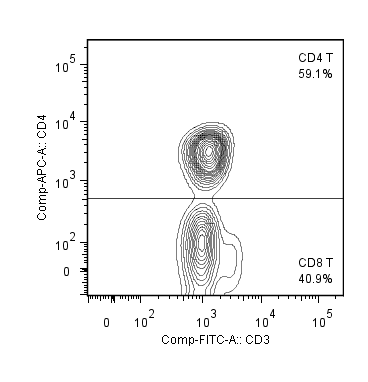 CD4 T
59.1%
10^5
10^4
10^3
10^2
0
Comp-APC-A:: CD4
CD8 T
40.9%
0 10^2 10^3 10^4 10^5
Comp-FITC-A:: CD3